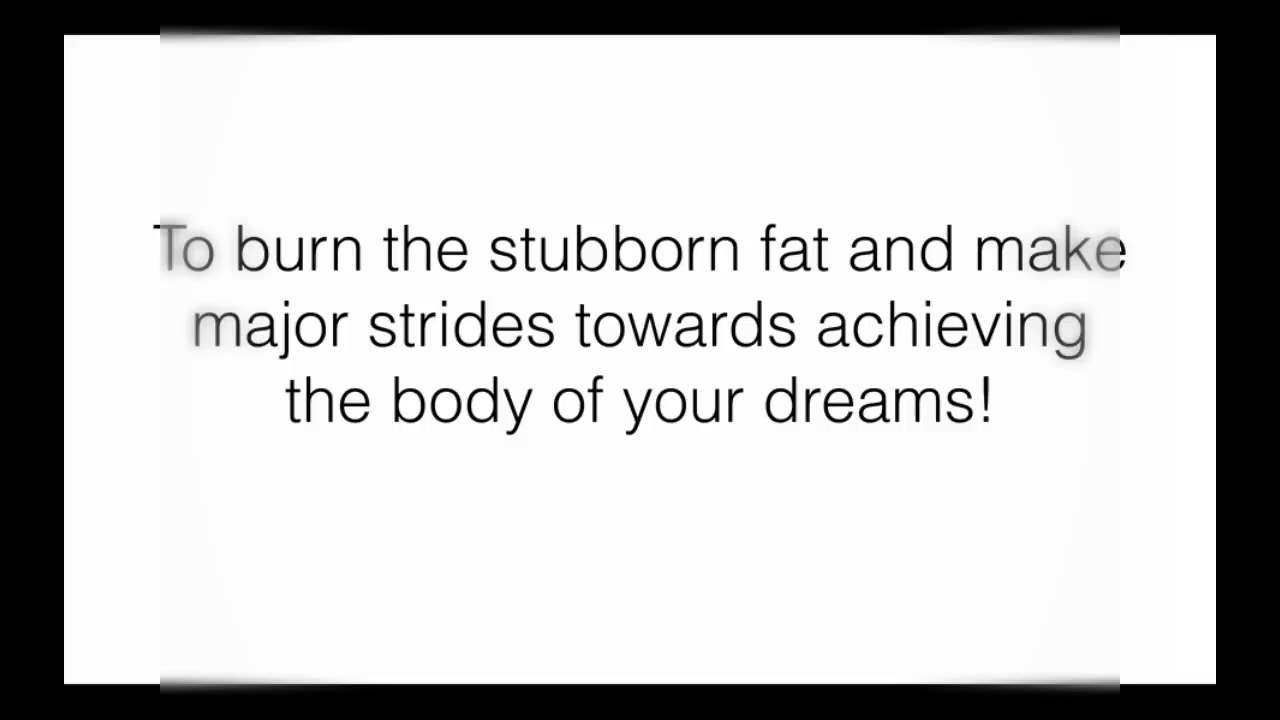 To burn the stubborn fat and make
major strides towards achieving
the body of your dreams!